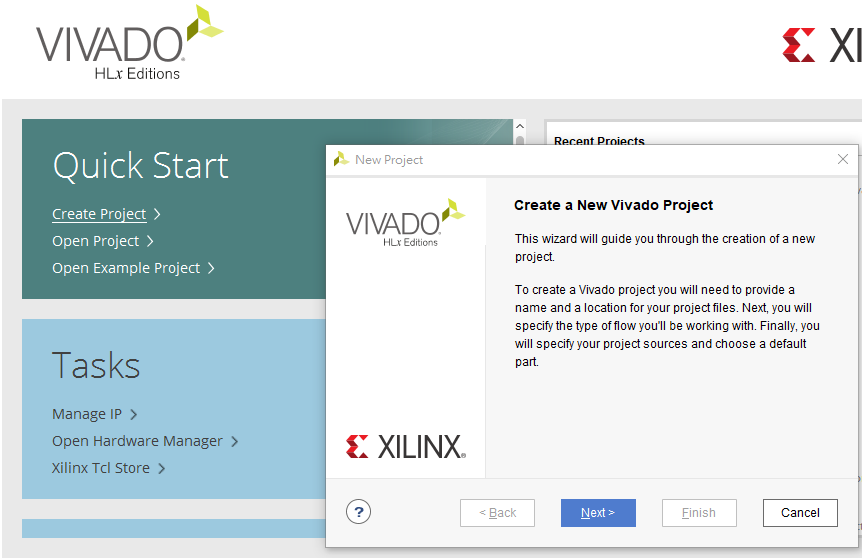 VIVADO
HLx Editions
XI
Quick Start
Create Project
Open Project
Open Example Project
Tasks
Manage IP
Open Hardware Manager
Xilinx Tcl Store
Recent Projects
New Project
VIVADO
HLx Editions
XILINX
Create a New Vivado Project
This wizard will guide you through the creation of a new
project.
To create a Vivado project you will need to provide a
name and a location for your project files. Next, you will
specify the type of flow you'll be working with. Finally, you
will specify your project sources and choose a default
part.
?
< Back
Next >
Finish
Cancel